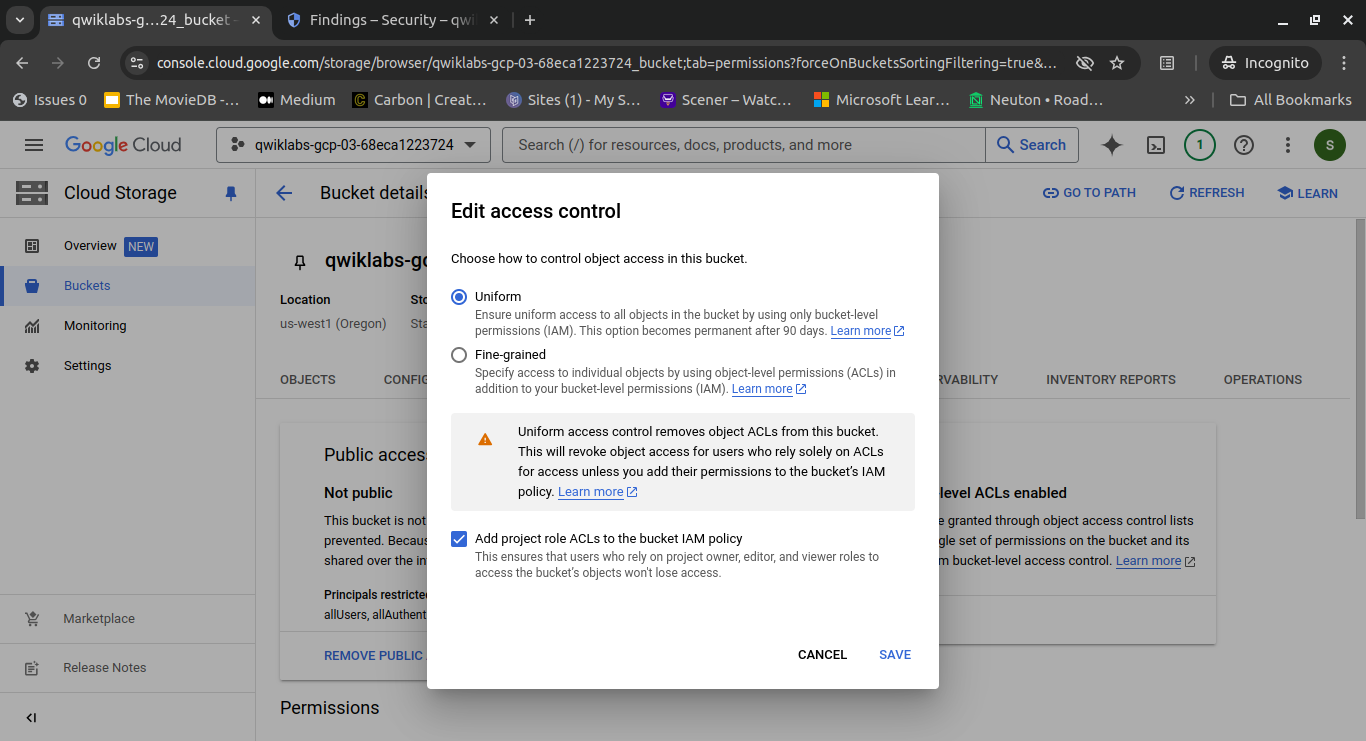 qwiklabs-g…24_bucket
Findings – Security – qwi
console.cloud.google.com/storage/browser/qwiklabs-gcp-03-68eca1223724_bucket;tab=permissions?forceOnBucketsSortingFiltering=true&…
Incognito
Issues 0
The MovieDB -…
Medium
Carbon | Creat…
Sites (1) - My S…
Scener – Watc…
Microsoft Lear…
Neuton • Road…
»
All Bookmarks
Google Cloud
qwiklabs-gcp-03-68eca1223724
Search (/) for resources, docs, products, and more
Search
1
S
Cloud Storage
Bucket details
GO TO PATH
REFRESH
LEARN
Overview NEW
Buckets
Monitoring
Settings
Marketplace
Release Notes
qwiklabs-gc
Location
us-west1 (Oregon)
OBJECTS
CONFIG
RVABILITY
INVENTORY REPORTS
OPERATIONS
Public acces
Not public
This bucket is not
prevented. Becau
shared over the in
Principals restricte
allUsers, allAuthent
REMOVE PUBLIC
level ACLs enabled
e granted through object access control lists
gle set of permissions on the bucket and its
m bucket-level access control. Learn more
Permissions
Edit access control
Choose how to control object access in this bucket.
Uniform
Ensure uniform access to all objects in the bucket by using only bucket-level
permissions (IAM). This option becomes permanent after 90 days. Learn more
Fine-grained
Specify access to individual objects by using object-level permissions (ACLs) in
addition to your bucket-level permissions (IAM). Learn more
Uniform access control removes object ACLs from this bucket.
This will revoke object access for users who rely solely on ACLs
for access unless you add their permissions to the bucket's IAM
policy. Learn more
Add project role ACLs to the bucket IAM policy
This ensures that users who rely on project owner, editor, and viewer roles to
access the bucket's objects won't lose access.
CANCEL
SAVE